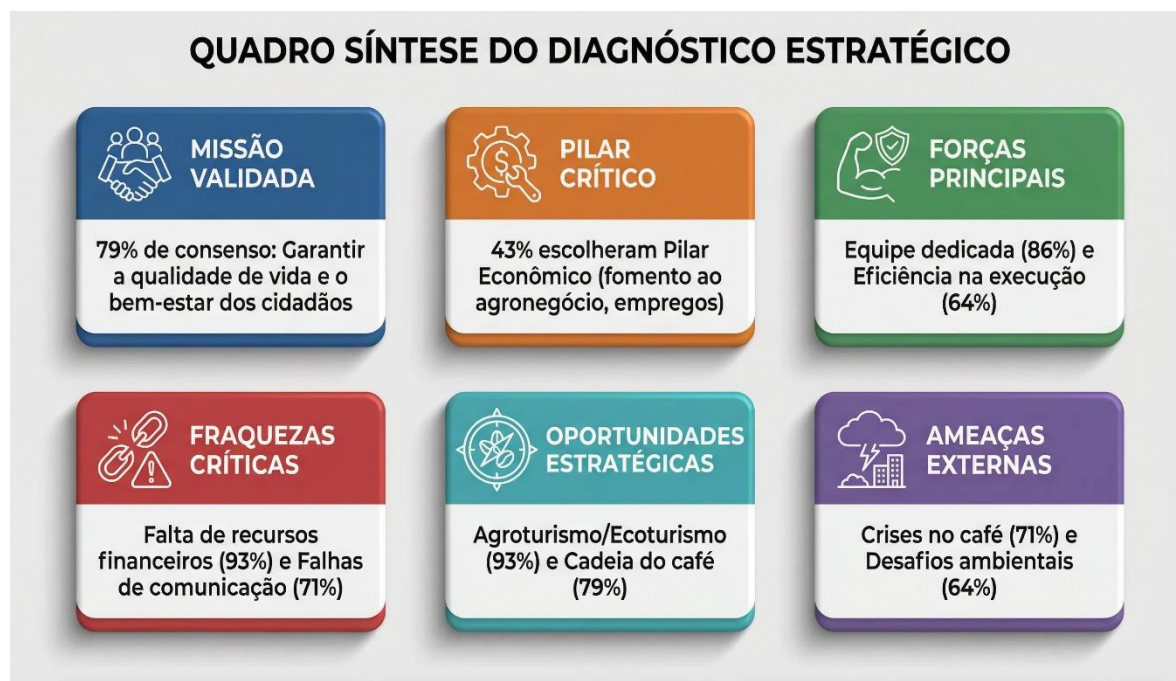 QUADRO SÍNTESE DO DIAGNÓSTICO ESTRATÉGICO
MISSÃO
VALIDADA
79% de consenso: Garantir
a qualidade de vida e o
bem-estar dos cidadãos
PILAR
CRÍTICO
43% escolheram Pilar
Econômico (fomento ao
agronegócio, empregos)
FORÇAS
PRINCIPAIS
Equipe dedicada (86%) e
Eficiência na execução
(64%)
FRAQUEZAS
CRÍTICAS
Falta de recursos
financeiros (93%) e Falhas
de comunicação (71%)
OPORTUNIDADES
ESTRATÉGICAS
Agroturismo/Ecoturismo
(93%) e Cadeia do café
(79%)
AMEAÇAS
EXTERNAS
Crises no café (71%) e
Desafios ambientais
(64%)